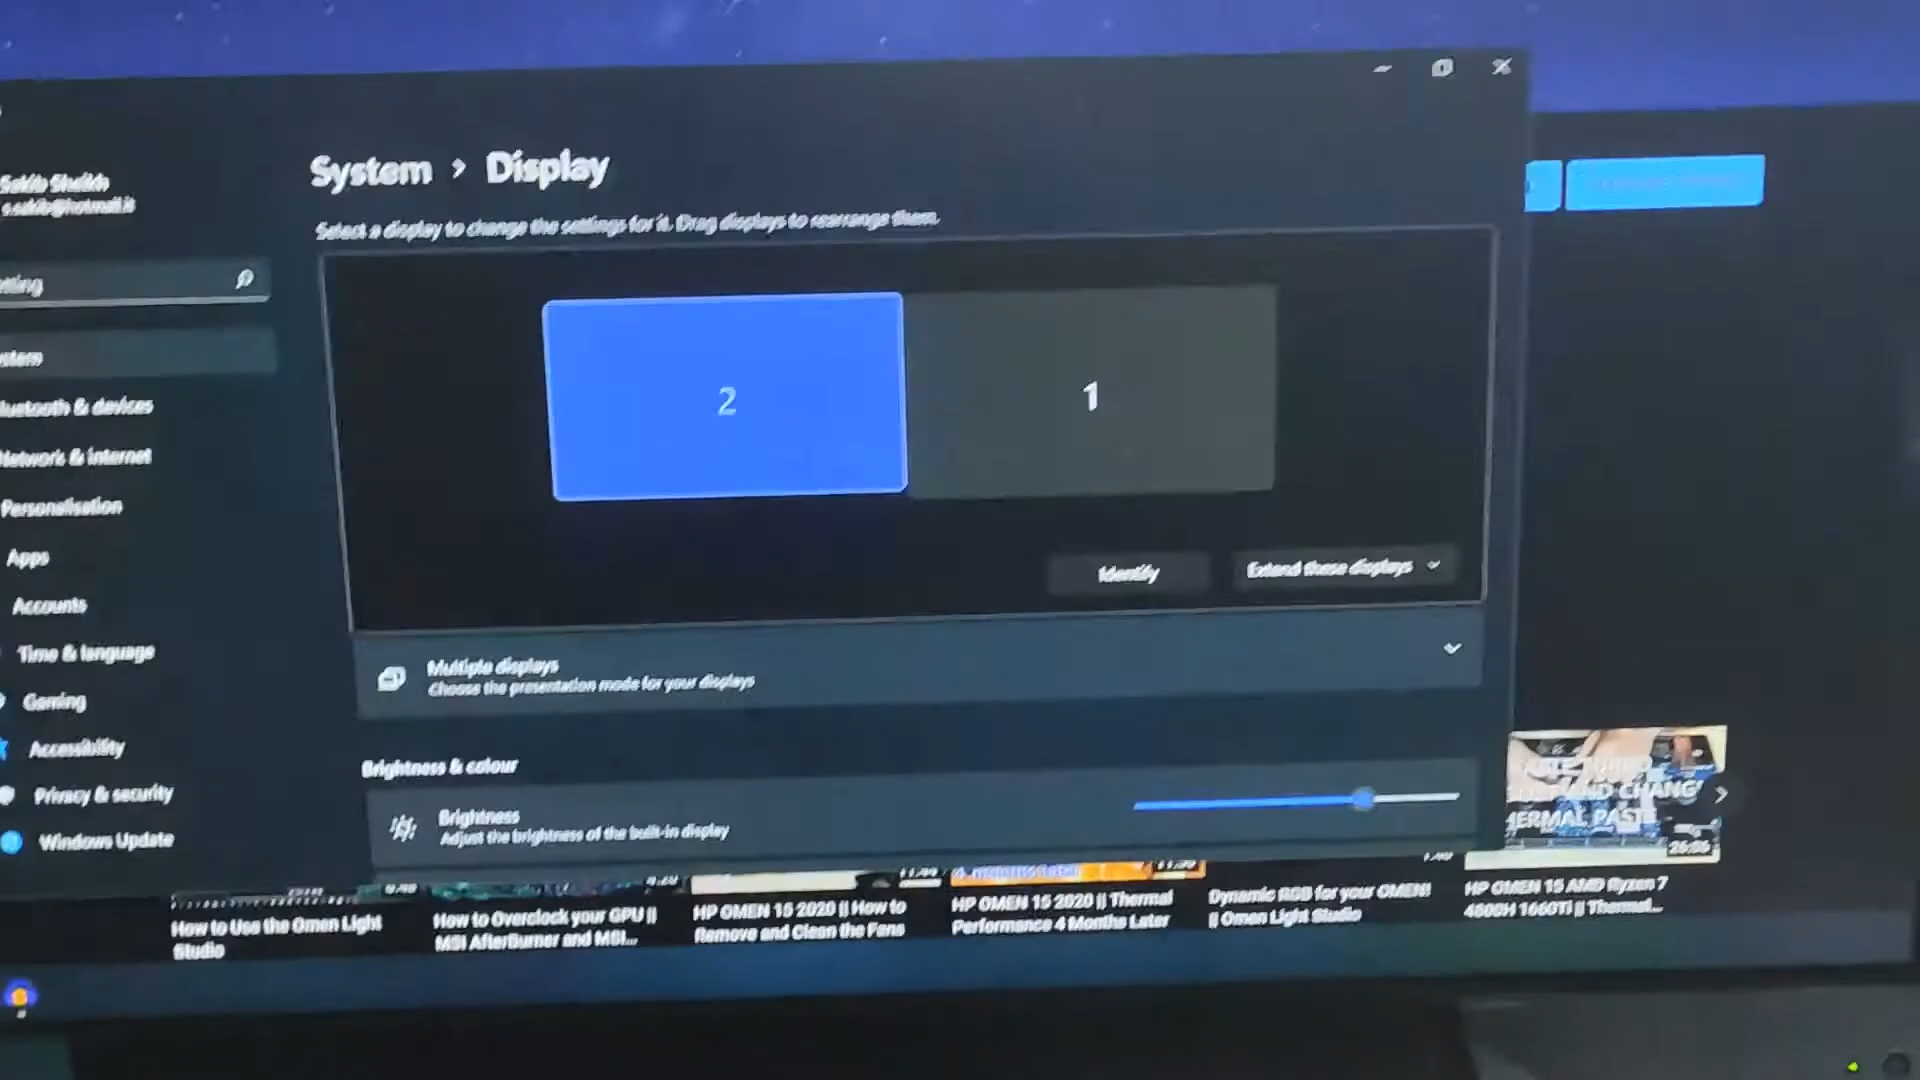 System > Display
Sakib Sheikh
Select a display to change the settings for it. Drag displays to rearrange them.
2
1
Bluetooth & devices
Network & internet
Personalisation
Apps
Accounts
Time & language
Gaming
Accessibility
Privacy & security
Windows Update
Identify
Extend these displays
Multiple displays
Choose the presentation mode for your displays
Brightness & colour
Brightness
Adjust the brightness of the built-in display
26:36
How to Use the Omen Light
Studio
How to Overclock your GPU ||
MSI AfterBurner and MSI...
HP OMEN 15 2020 || How to
Remove and Clean the Fans
HP OMEN 15 2020 || Thermal
Performance 4 Months Later
Dynamic RGB for your OMEN!
|| Omen Light Studio
HP OMEN 15 AMD Ryzen 7
4800H 1660Ti || Thermal...